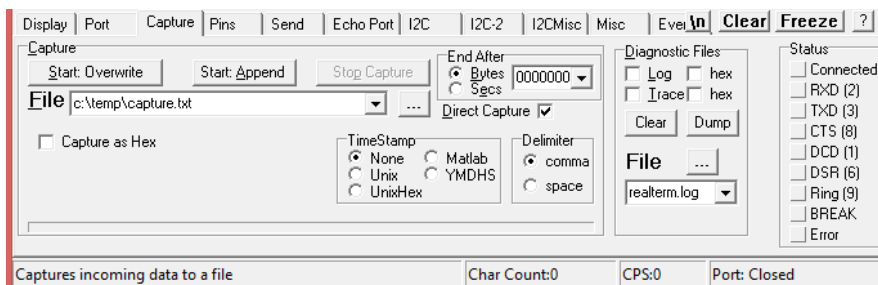 Display Port Capture Pins Send Echo Port I2C I2C-2 I2CMisc Misc \n Clear Freeze ?
Capture
Start: Overwrite Start: Append Stop Capture
End After
Bytes
Secs
0000000
File c:\temp\capture.txt ...
Direct Capture
Capture as Hex
TimeStamp
None Matlab
Unix YMDHS
UnixHex
Delimiter
comma
space
Diagnostic Files
Log hex
Trace hex
Clear Dump
File ...
realterm.log
Status
Connected
RXD (2)
TXD (3)
CTS (8)
DCD (1)
DSR (6)
Ring (9)
BREAK
Error
Captures incoming data to a file Char Count:0 CPS:0 Port: Closed